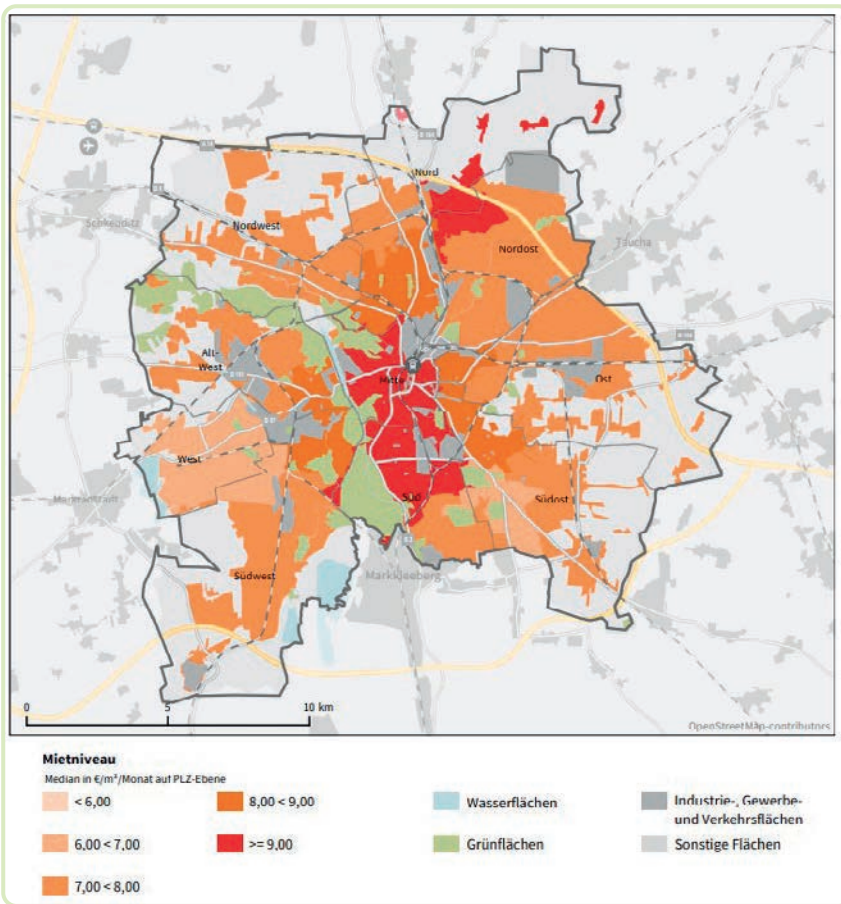 Nord
Schkeuditz
Nordwest
Nordost
Taucha
Alt-
West
Mitte
Ost
West
Markranstädt
Süd
Südost
Südwest
Markkleeberg
0 5 10 km
OpenStreetMap-contributors
Mietniveau
Median in €/m²/Monat auf PLZ-Ebene
< 6,00
8,00 < 9,00
Wasserflächen
Industrie-, Gewerbe-
und Verkehrsflächen
6,00 < 7,00
>= 9,00
Grünflächen
Sonstige Flächen
7,00 < 8,00